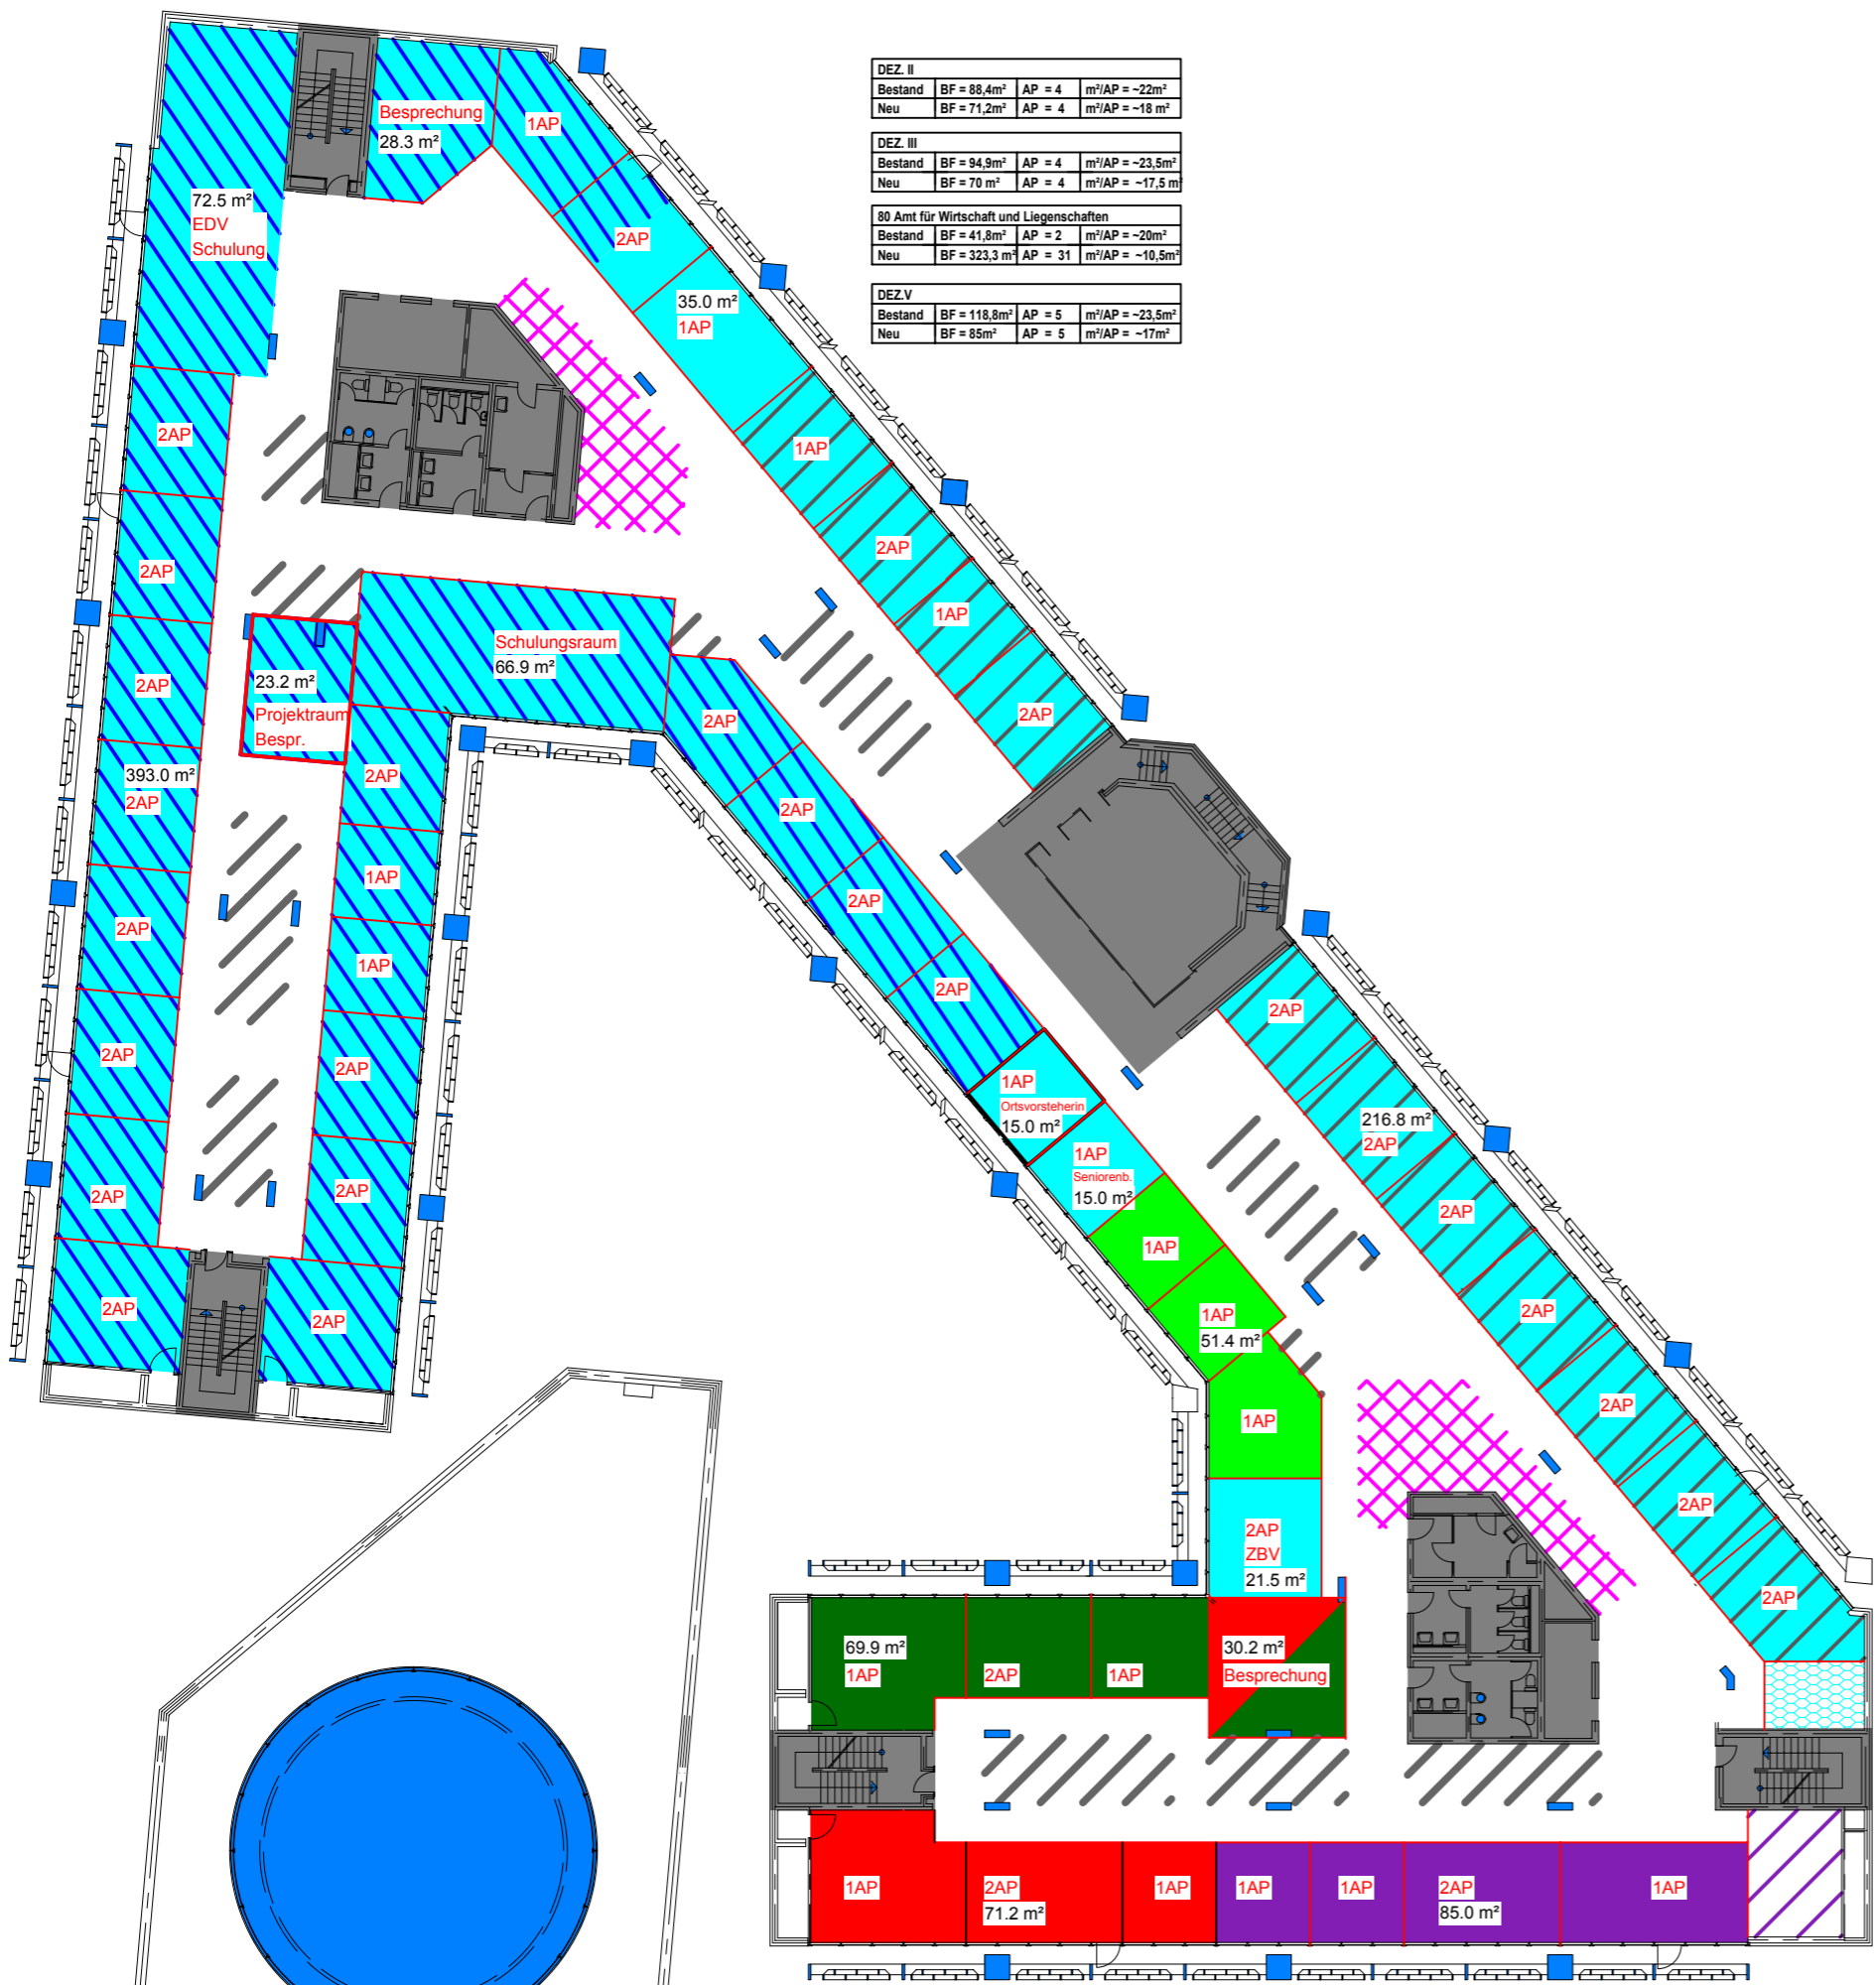 DEZ. II
Bestand BF = 88,4m² AP = 4 m²/AP = ~22m²
Neu BF = 71,2m² AP = 4 m²/AP = ~18 m²
DEZ. III
Bestand BF = 94,9m² AP = 4 m²/AP = ~23,5m²
Neu BF = 70 m² AP = 4 m²/AP = ~17,5 m²
80 Amt für Wirtschaft und Liegenschaften
Bestand BF = 41,8m² AP = 2 m²/AP = ~20m²
Neu BF = 323,3 m² AP = 31 m²/AP = ~10,5m²
DEZ.V
Bestand BF = 118,8m² AP = 5 m²/AP = ~23,5m²
Neu BF = 85m² AP = 5 m²/AP = ~17m²
Besprechung
28.3 m²
1AP
72.5 m²
EDV
Schulung
2AP
35.0 m²
1AP
2AP
1AP
2AP
2AP
1AP
Schulungsraum
66.9 m²
23.2 m²
Projektraum
Bespr.
2AP
2AP
2AP
393.0 m²
2AP
2AP
2AP
1AP
2AP
2AP
1AP
2AP
2AP
2AP
2AP
2AP
2AP
2AP
2AP
2AP
1AP
Ortsvorsteherin
15.0 m²
1AP
Seniorenb.
15.0 m²
216.8 m²
2AP
2AP
1AP
2AP
1AP
51.4 m²
2AP
1AP
2AP
2AP
ZBV
21.5 m²
2AP
69.9 m²
1AP
2AP
1AP
30.2 m²
Besprechung
1AP
2AP
71.2 m²
1AP
1AP
1AP
2AP
85.0 m²
1AP